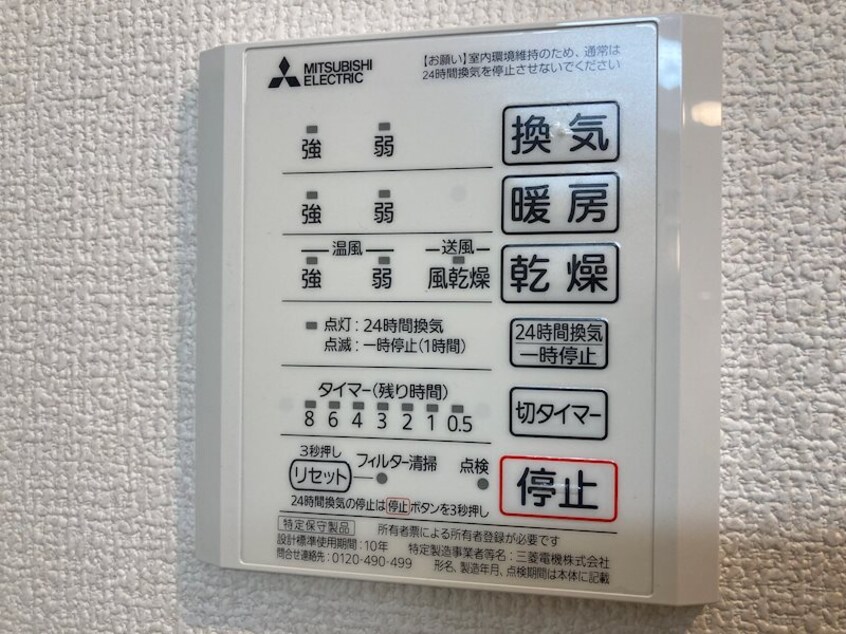 MITSUBISHI
ELECTRIC
【お願い】室内環境維持のため、通常は
24時間換気を停止させないでください
強 弱 換気
強 弱 暖房
温風 送風
強 弱 風乾燥 乾燥
点灯：24時間換気
点滅：一時停止(1時間)
24時間換気
一時停止
タイマー(残り時間)
8 6 4 3 2 1 0.5
切タイマー
3秒押し
リセット フィルター清掃 点検
停止
24時間換気の停止は停止ボタンを3秒押し
特定保守製品 所有者票による所有者登録が必要です
設計標準使用期間：10年 特定製造事業者等名：三菱電機株式会社
問合せ連絡先：0120-490-499 形名、製造年月、点検期間は本体に記載